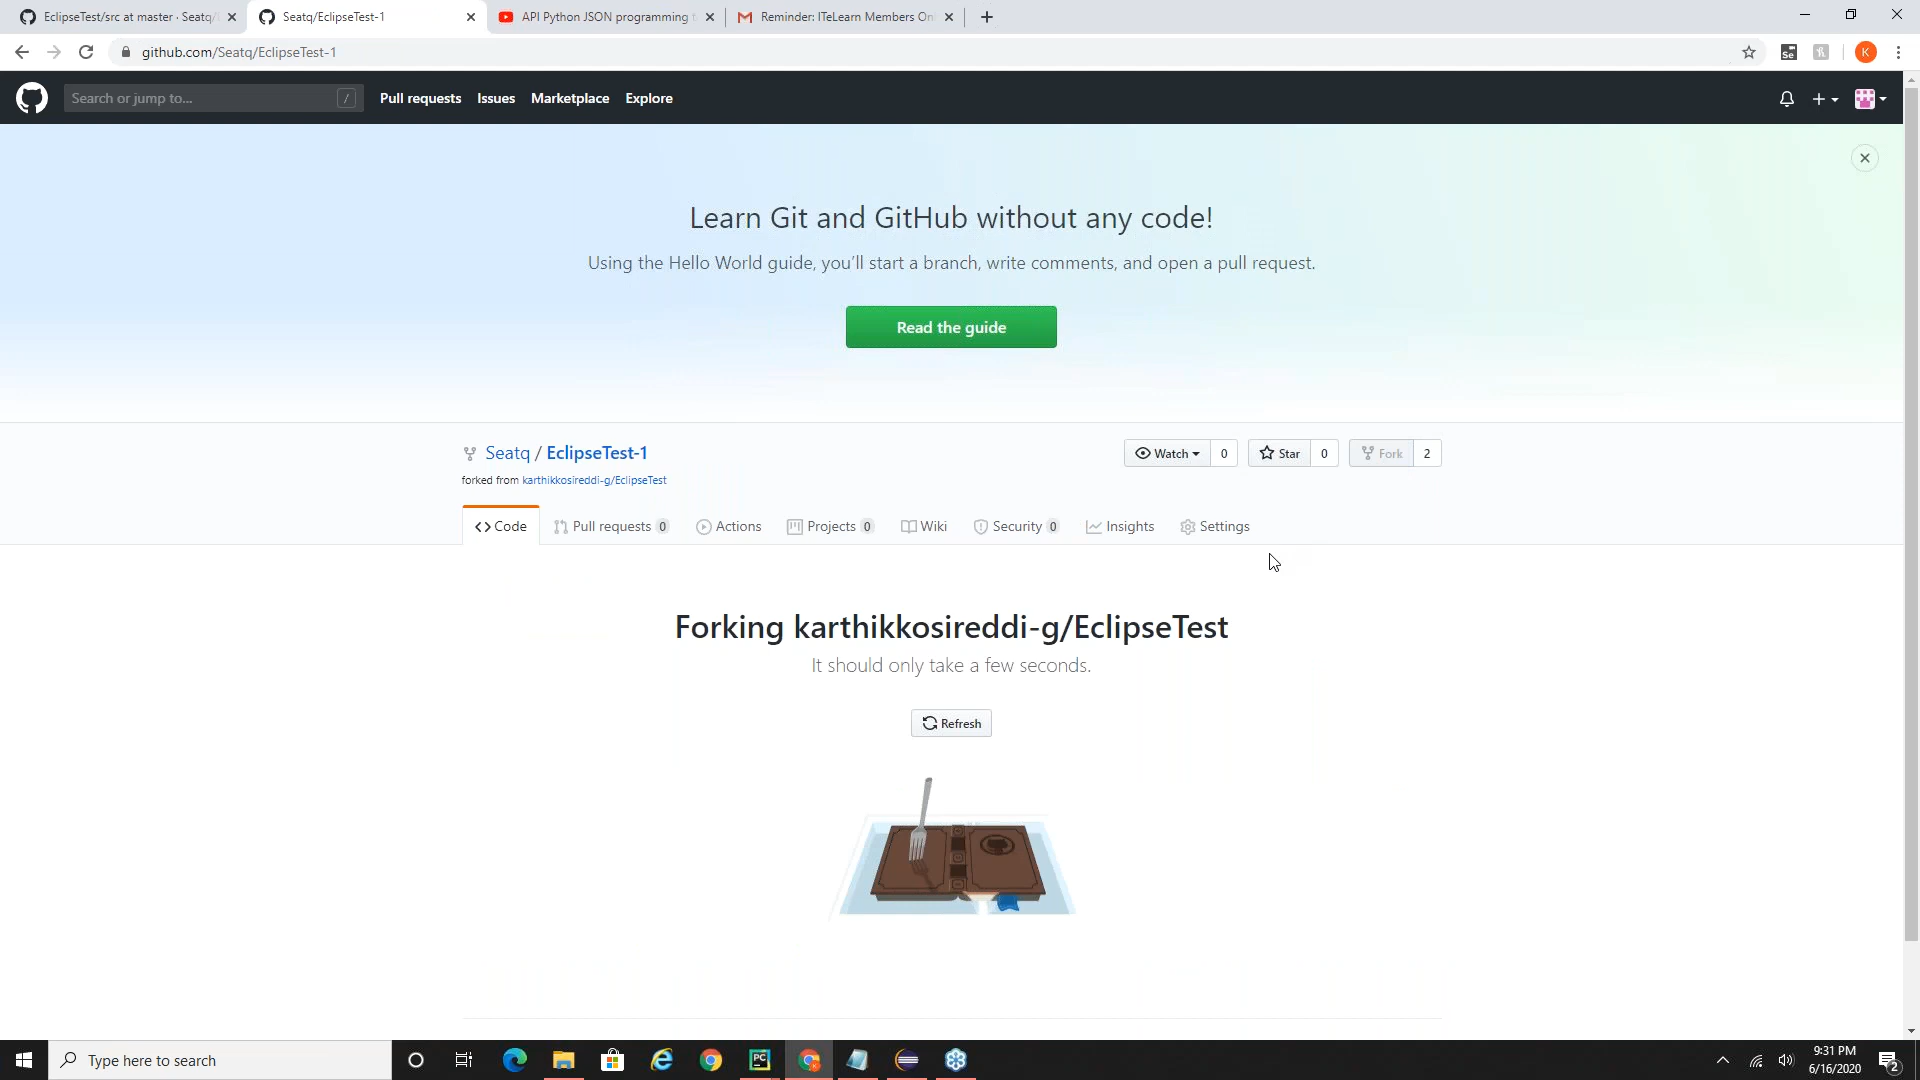 EclipseTest/src at master · Seatq/
Seatq/EclipseTest-1
API Python JSON programming
Reminder: ITeLearn Members On
github.com/Seatq/EclipseTest-1
Se
K
Search or jump to...
/
Pull requests
Issues
Marketplace
Explore
Learn Git and GitHub without any code!
Using the Hello World guide, you’ll start a branch, write comments, and open a pull request.
Read the guide
Seatq / EclipseTest-1
Watch 0
Star 0
Fork 2
forked from karthikkosireddi-g/EclipseTest
Code
Pull requests 0
Actions
Projects 0
Wiki
Security 0
Insights
Settings
Forking karthikkosireddi-g/EclipseTest
It should only take a few seconds.
Refresh
Type here to search
PC
9:31 PM
6/16/2020
2